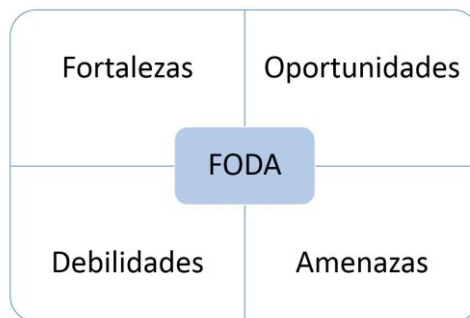 Fortalezas
Oportunidades
FODA
Debilidades
Amenazas